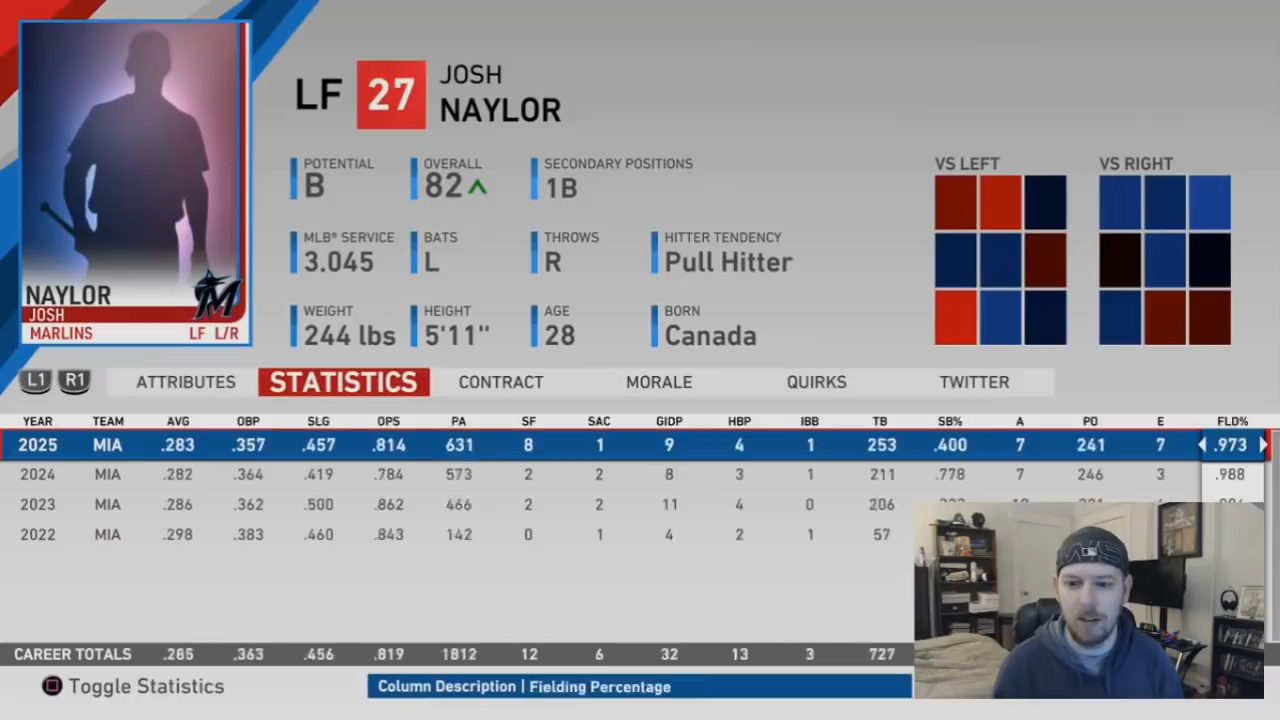 LF 27 JOSH NAYLOR
NAYLOR
JOSH
MARLINS LF L/R
POTENTIAL B
OVERALL 82
SECONDARY POSITIONS 1B
MLB® SERVICE 3.045
BATS L
THROWS R
HITTER TENDENCY Pull Hitter
WEIGHT 244 lbs
HEIGHT 5'11"
AGE 28
BORN Canada
VS LEFT
VS RIGHT
L1 R1 ATTRIBUTES STATISTICS CONTRACT MORALE QUIRKS TWITTER
YEAR TEAM AVG OBP SLG OPS PA SF SAC GIDP HBP IBB TB SB% A PO E FLD%
2025 MIA .283 .357 .457 .814 631 8 1 9 4 1 253 .400 7 241 7 .973
2024 MIA .282 .364 .419 .784 573 2 2 8 3 1 211 .778 7 246 3 .988
2023 MIA .286 .362 .500 .862 466 2 2 11 4 0 206
2022 MIA .298 .383 .460 .843 142 0 1 4 2 1 57
CAREER TOTALS .285 .363 .456 .819 1812 12 6 32 13 3 727
Toggle Statistics
Column Description | Fielding Percentage